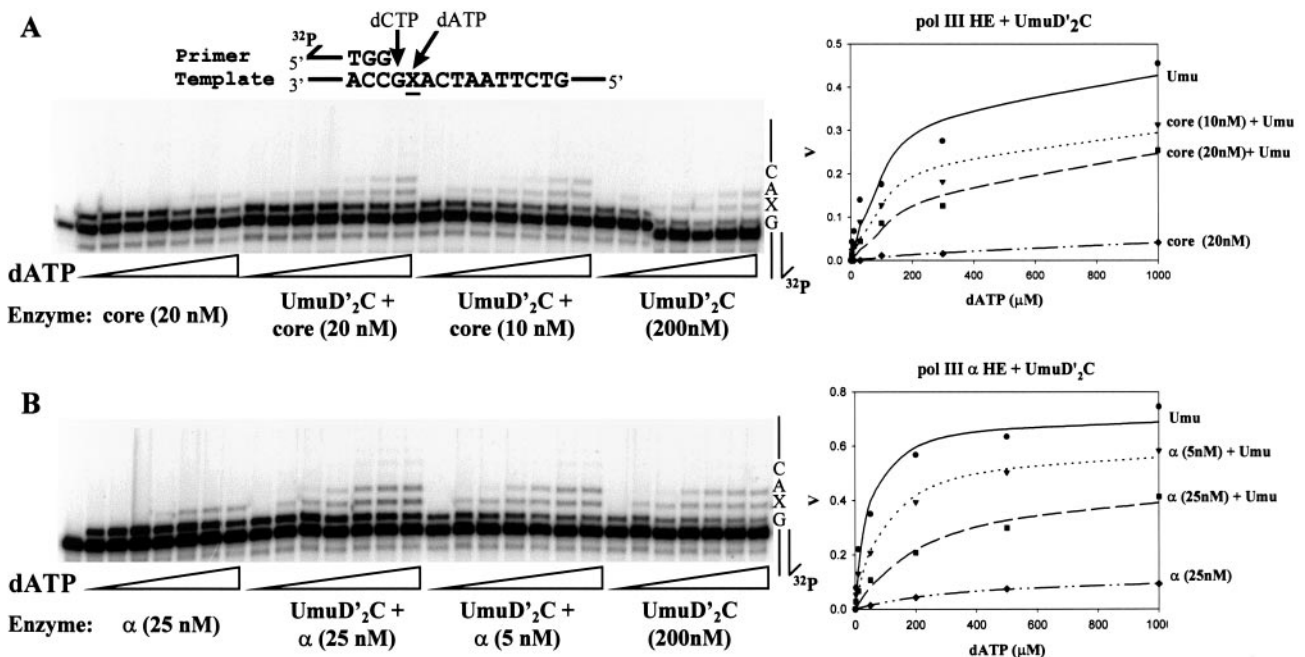 A
dCTP dATP
32P
Primer 5’ TGG
Template 3’ ACCGXACTAATTCTG 5’
C
A
X
G
32P
dATP
Enzyme: core (20 nM)
UmuD’2C +
core (20 nM)
UmuD’2C +
core (10 nM)
UmuD’2C
(200nM)
pol III HE + UmuD'2C
0.5
0.4
0.3
0.2
0.1
0.0
V
0 200 400 600 800 1000
dATP (μM)
Umu
core (10nM) + Umu
core (20nM)+ Umu
core (20nM)
B
C
A
X
G
32P
dATP
Enzyme: α (25 nM)
UmuD’2C +
α (25 nM)
UmuD’2C +
α (5 nM)
UmuD’2C
(200nM)
pol III α HE + UmuD'2C
0.8
0.6
0.4
0.2
0.0
V
0 200 400 600 800 100
dATP (μM)
Umu
α (5nM) + Umu
α (25nM) + Umu
α (25nM)